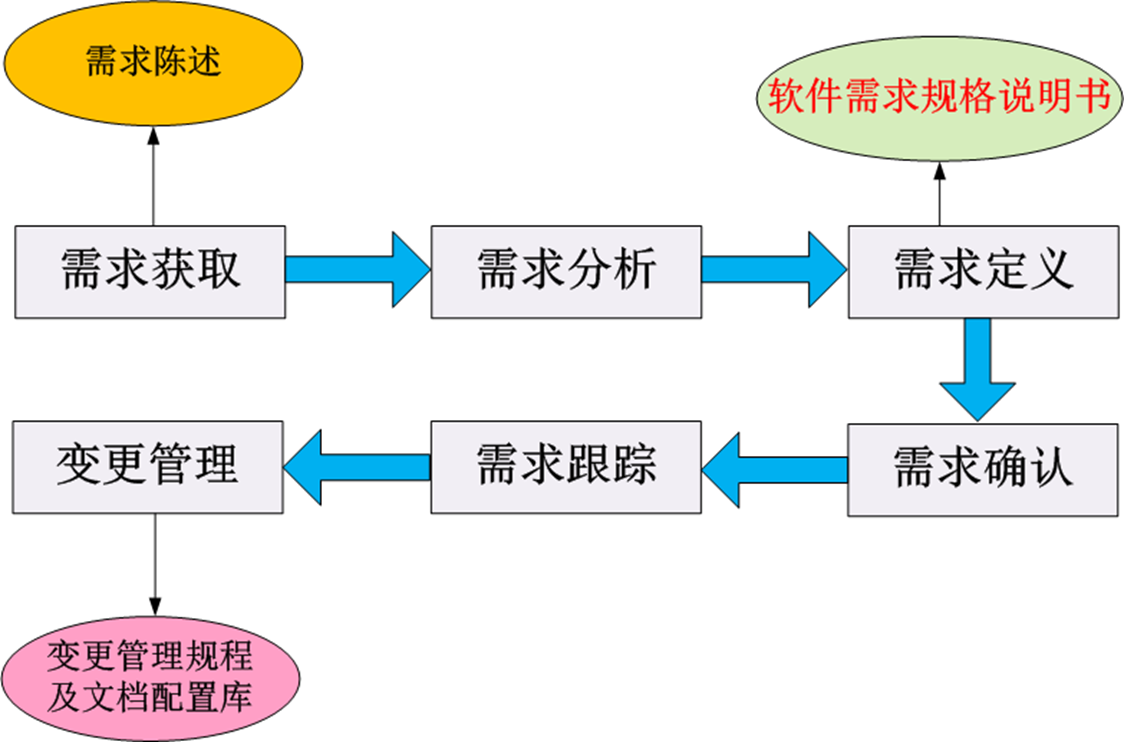 需求陈述
软件需求规格说明书
需求获取
需求分析
需求定义
变更管理
需求跟踪
需求确认
变更管理规程
及文档配置库